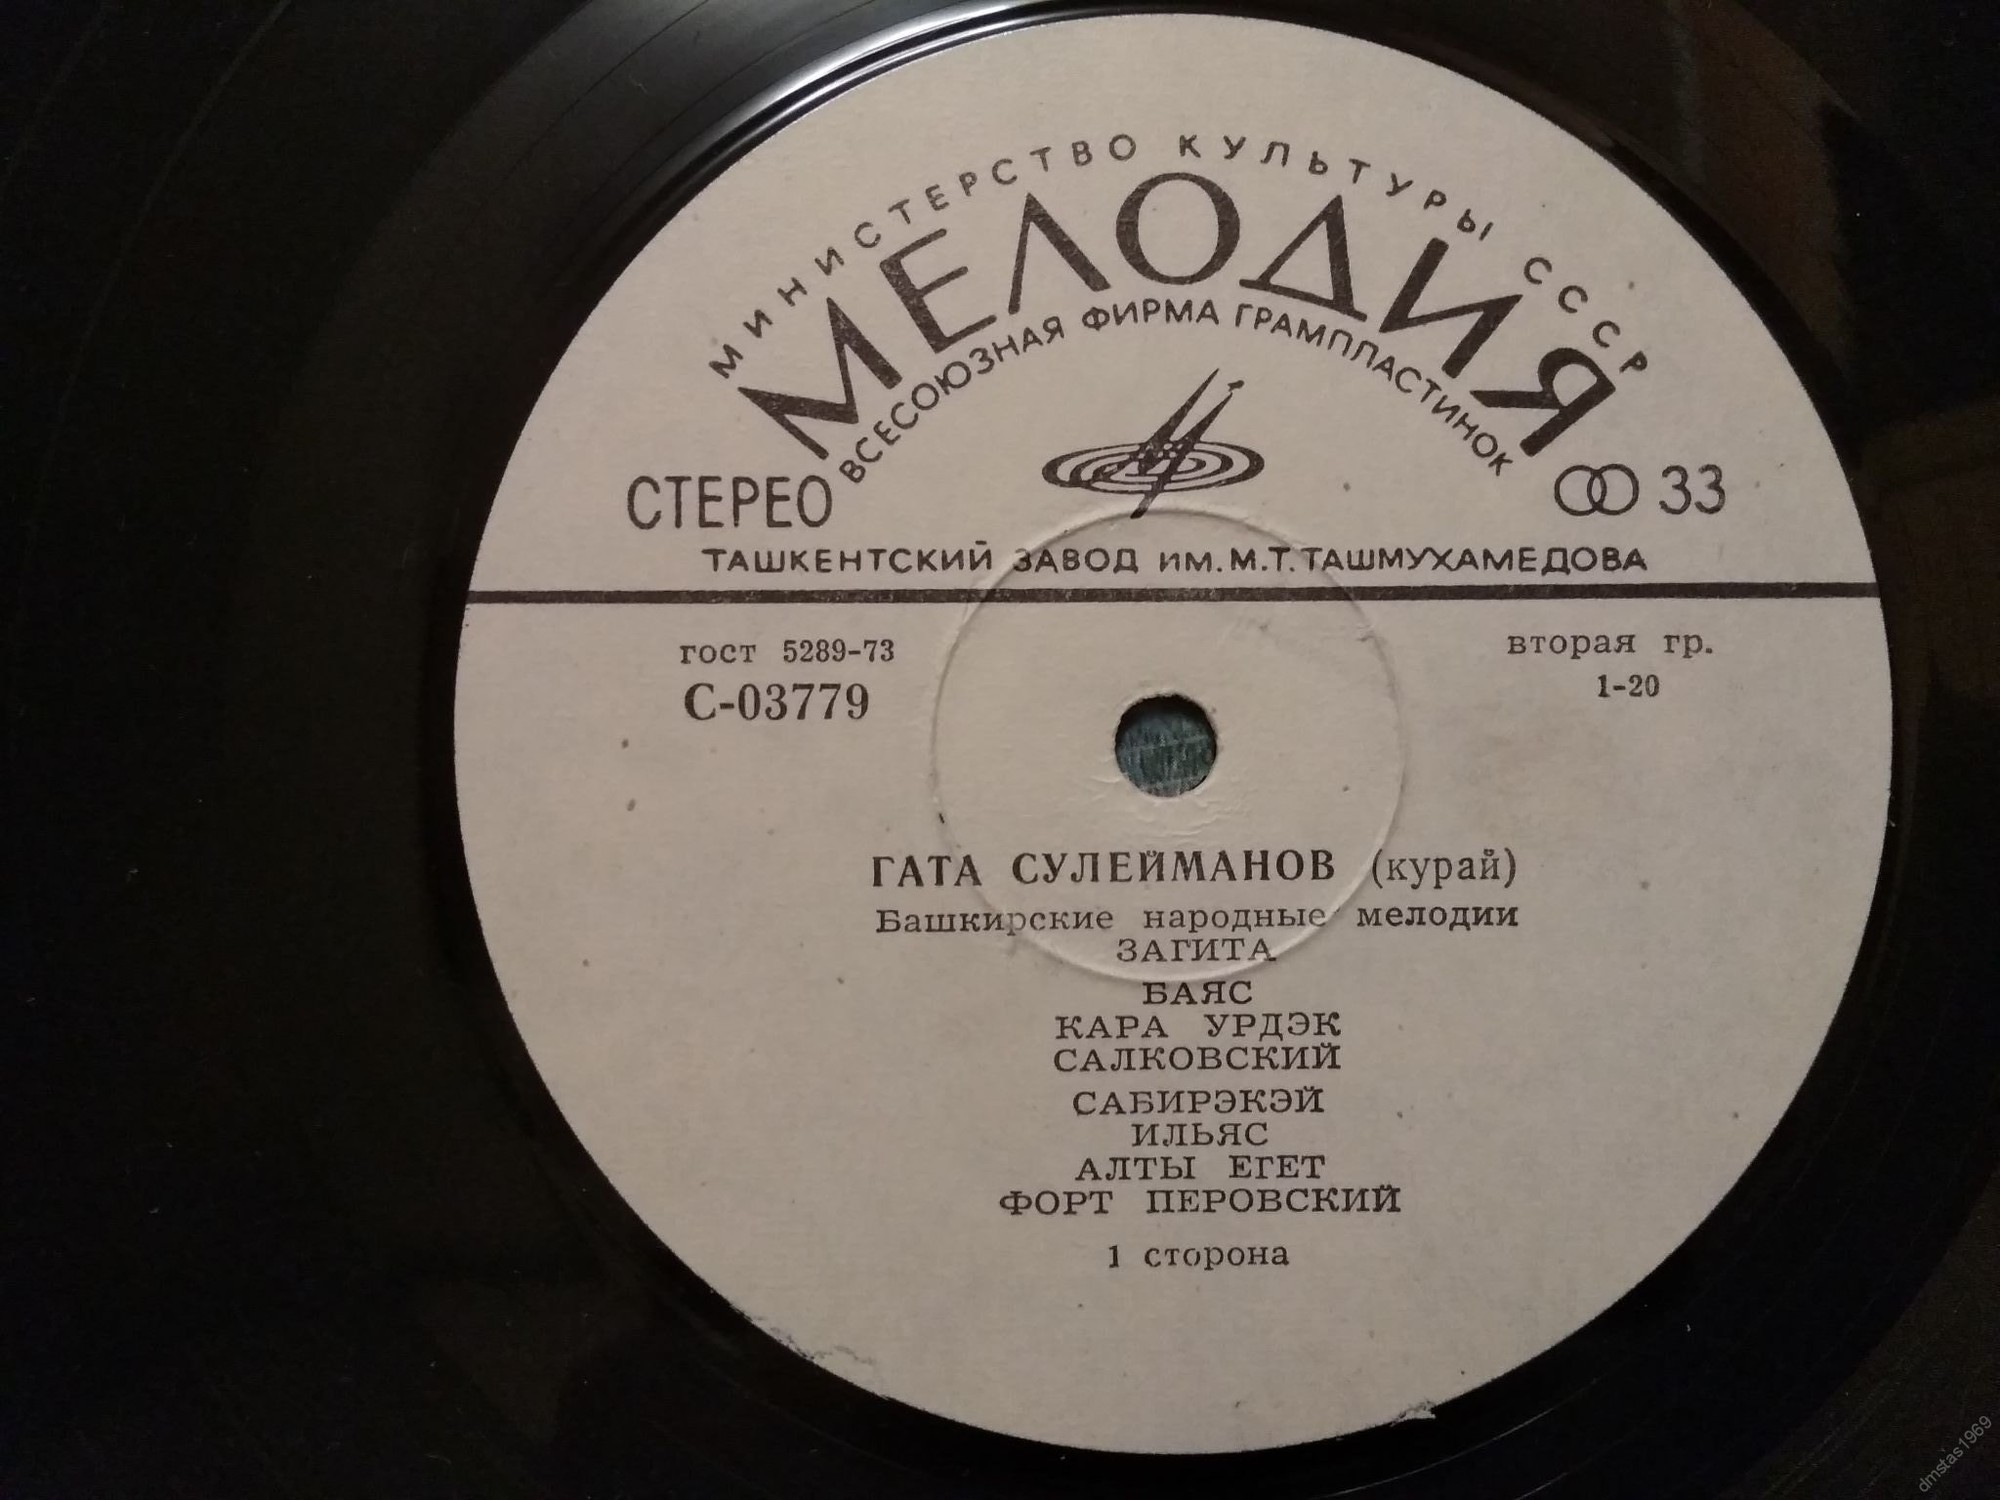 МИНИСТЕРСТВО КУЛЬТУРЫ СССР
МЕЛОДИЯ
ВСЕСОЮЗНАЯ ФИРМА ГРАМПЛАСТИНОК
СТЕРЕО 33
ТАШКЕНТСКИЙ ЗАВОД ИМ. М.Т. ТАШМУХАМЕДОВА
гост 5289-73 вторая гр.
С-03779 1-20
ГАТА СУЛЕЙМАНОВ (курай)
Башкирские народные мелодии
ЗАГИТА
БАЯС
КАРА УРДЭК
САЛКОВСКИЙ
САБИРЭКЭЙ
ИЛЬЯС
АЛТЫ ЕГЕТ
ФОРТ ПЕРОВСКИЙ
1 сторона
dmstas1969